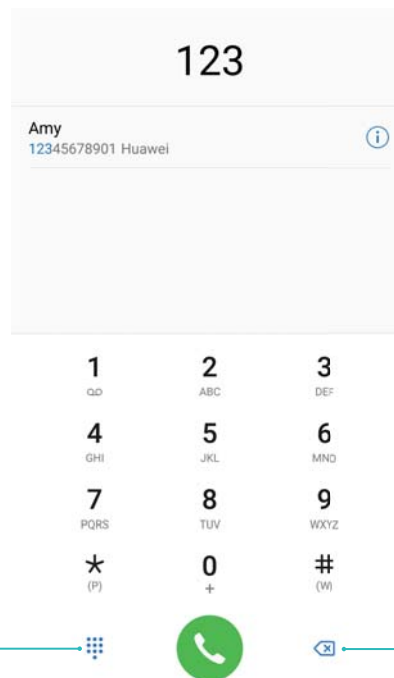 123
Amy
12345678901 Huawei
1 2 3
ABC DEF
4 5 6
GHI JKL MNO
7 8 9
PQRS TUV WXYZ
* 0 #
(P) + (W)